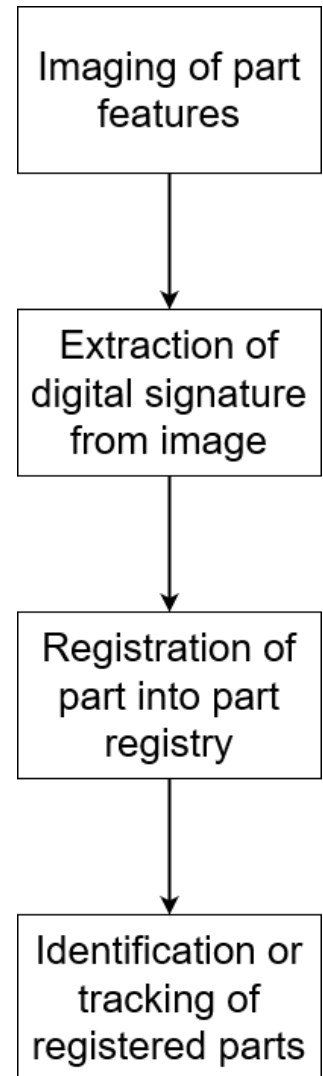 Imaging of part
features
Extraction of
digital signature
from image
Registration of
part into part
registry
Identification or
tracking of
registered parts